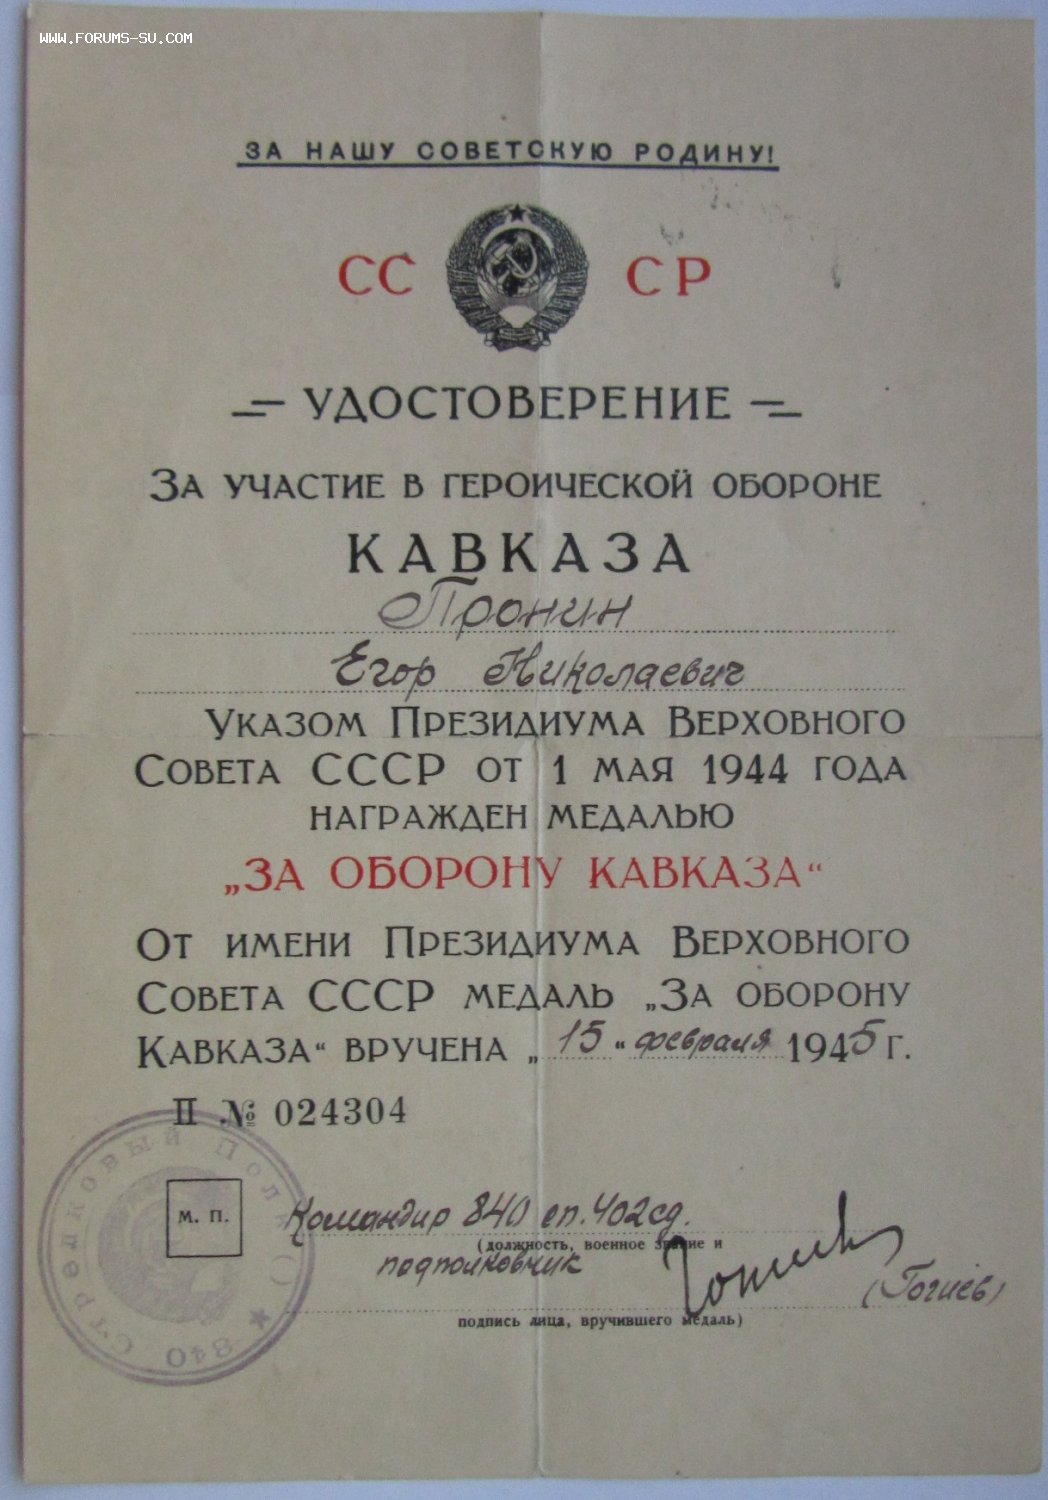 WWW.FORUMS-SU.COM
ЗА НАШУ СОВЕТСКУЮ РОДИНУ!
СС СР
УДОСТОВЕРЕНИЕ
ЗА УЧАСТИЕ В ГЕРОИЧЕСКОЙ ОБОРОНЕ
КАВКАЗА
Пронин
Егор Николаевич
УКАЗОМ ПРЕЗИДИУМА ВЕРХОВНОГО
СОВЕТА СССР ОТ 1 МАЯ 1944 ГОДА
НАГРАЖДЕН МЕДАЛЬЮ
„ЗА ОБОРОНУ КАВКАЗА“
ОТ ИМЕНИ ПРЕЗИДИУМА ВЕРХОВНОГО
СОВЕТА СССР МЕДАЛЬ „ЗА ОБОРОНУ
КАВКАЗА“ ВРУЧЕНА „15“ февраля 1945 Г.
II № 024304
840 Стрелковый Полк
М. П.
Командир 840 сп. 402 сд.
(должность, военное звание и
подполковник
(Гогиев)
подпись лица, вручившего медаль)